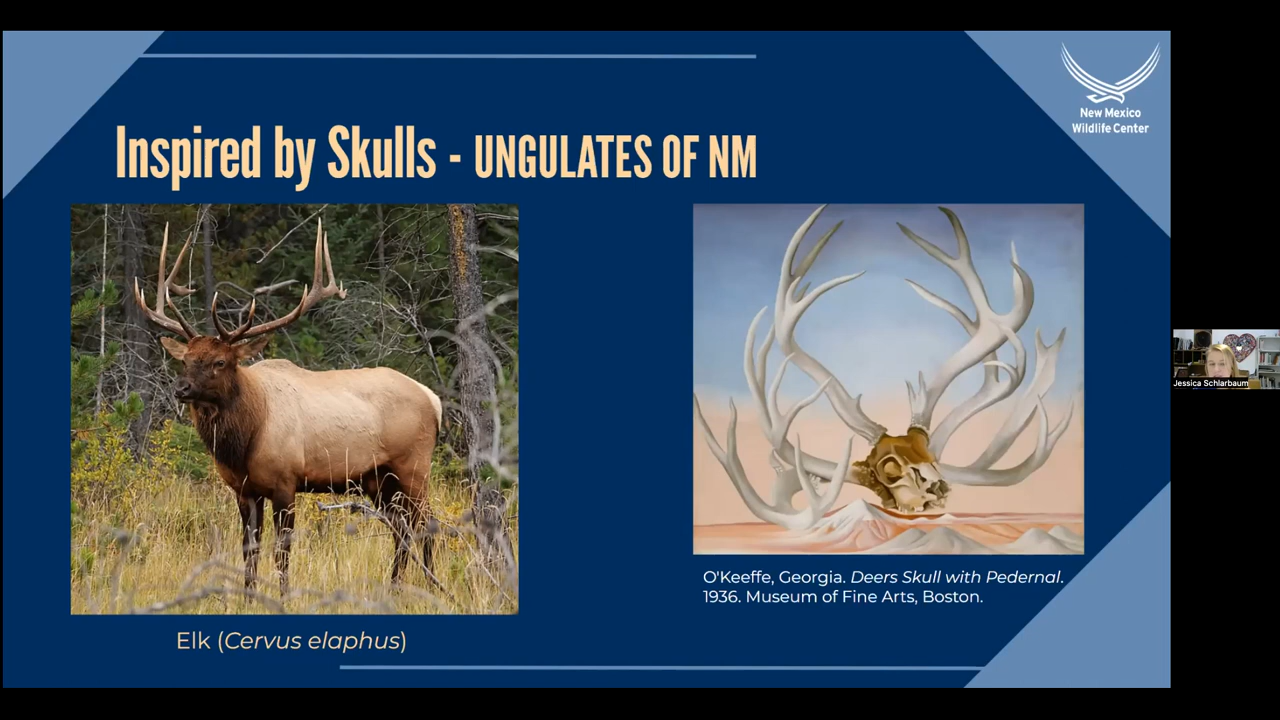 New Mexico
Wildlife Center
Inspired by Skulls - UNGULATES OF NM
O'Keeffe, Georgia. Deers Skull with Pedernal.
1936. Museum of Fine Arts, Boston.
Elk (Cervus elaphus)
Jessica Schlarbaum